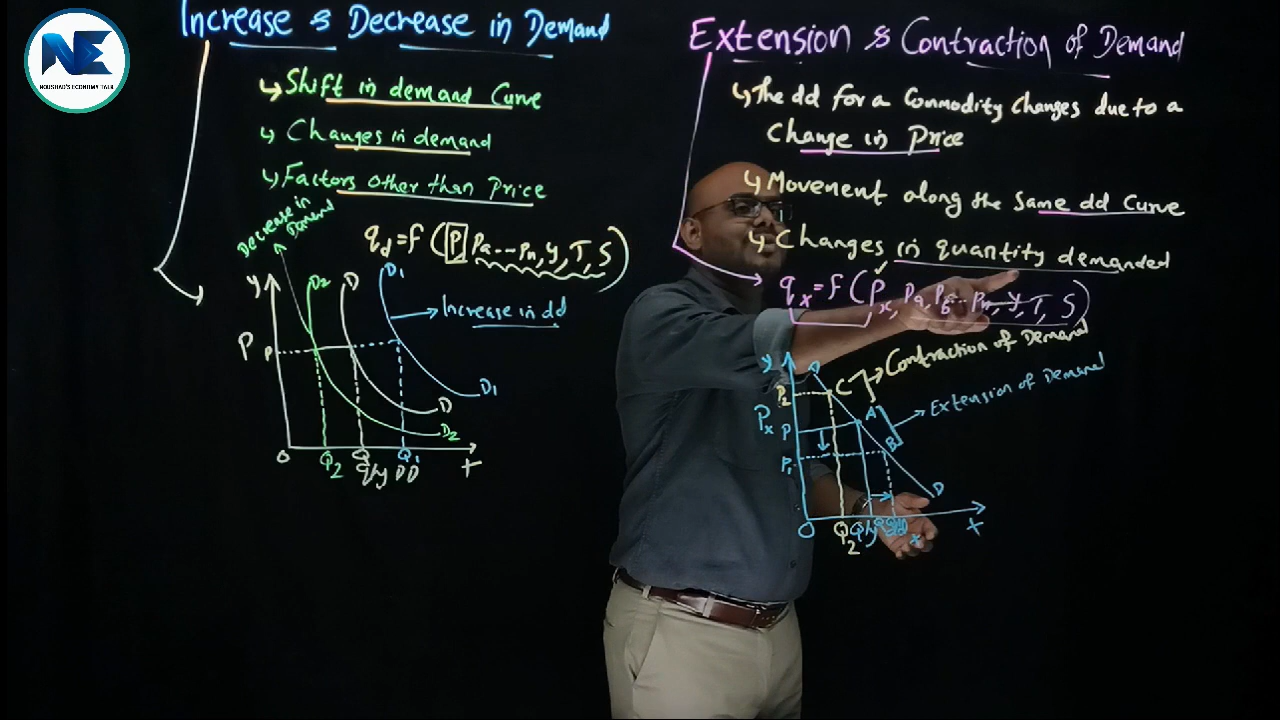 NE
NOUSHAD'S ECONOMY TALK
Increase & Decrease in Demand
↳ Shift in demand Curve
↳ Changes in demand
↳ Factors other than Price
Decrease in
Demand
qd = f (P Pa...Pn, Y, T, S)
Y D2 D D1
→ Increase in dd
P P
D1
D
D2
O Q2 Q Q1 X
Qty DD
Extension & Contraction of Demand
↳ The dd for a Commodity Changes due to a
Change in Price
↳ Movement along the Same dd Curve
↳ Changes in quantity demanded
qx = f (Px, Pa, Pb... Pn, Y, T, S)
Y D
C → Contraction of Demand
P2
Px P A → Extension of Demand
P1 B
D
O Q2 X